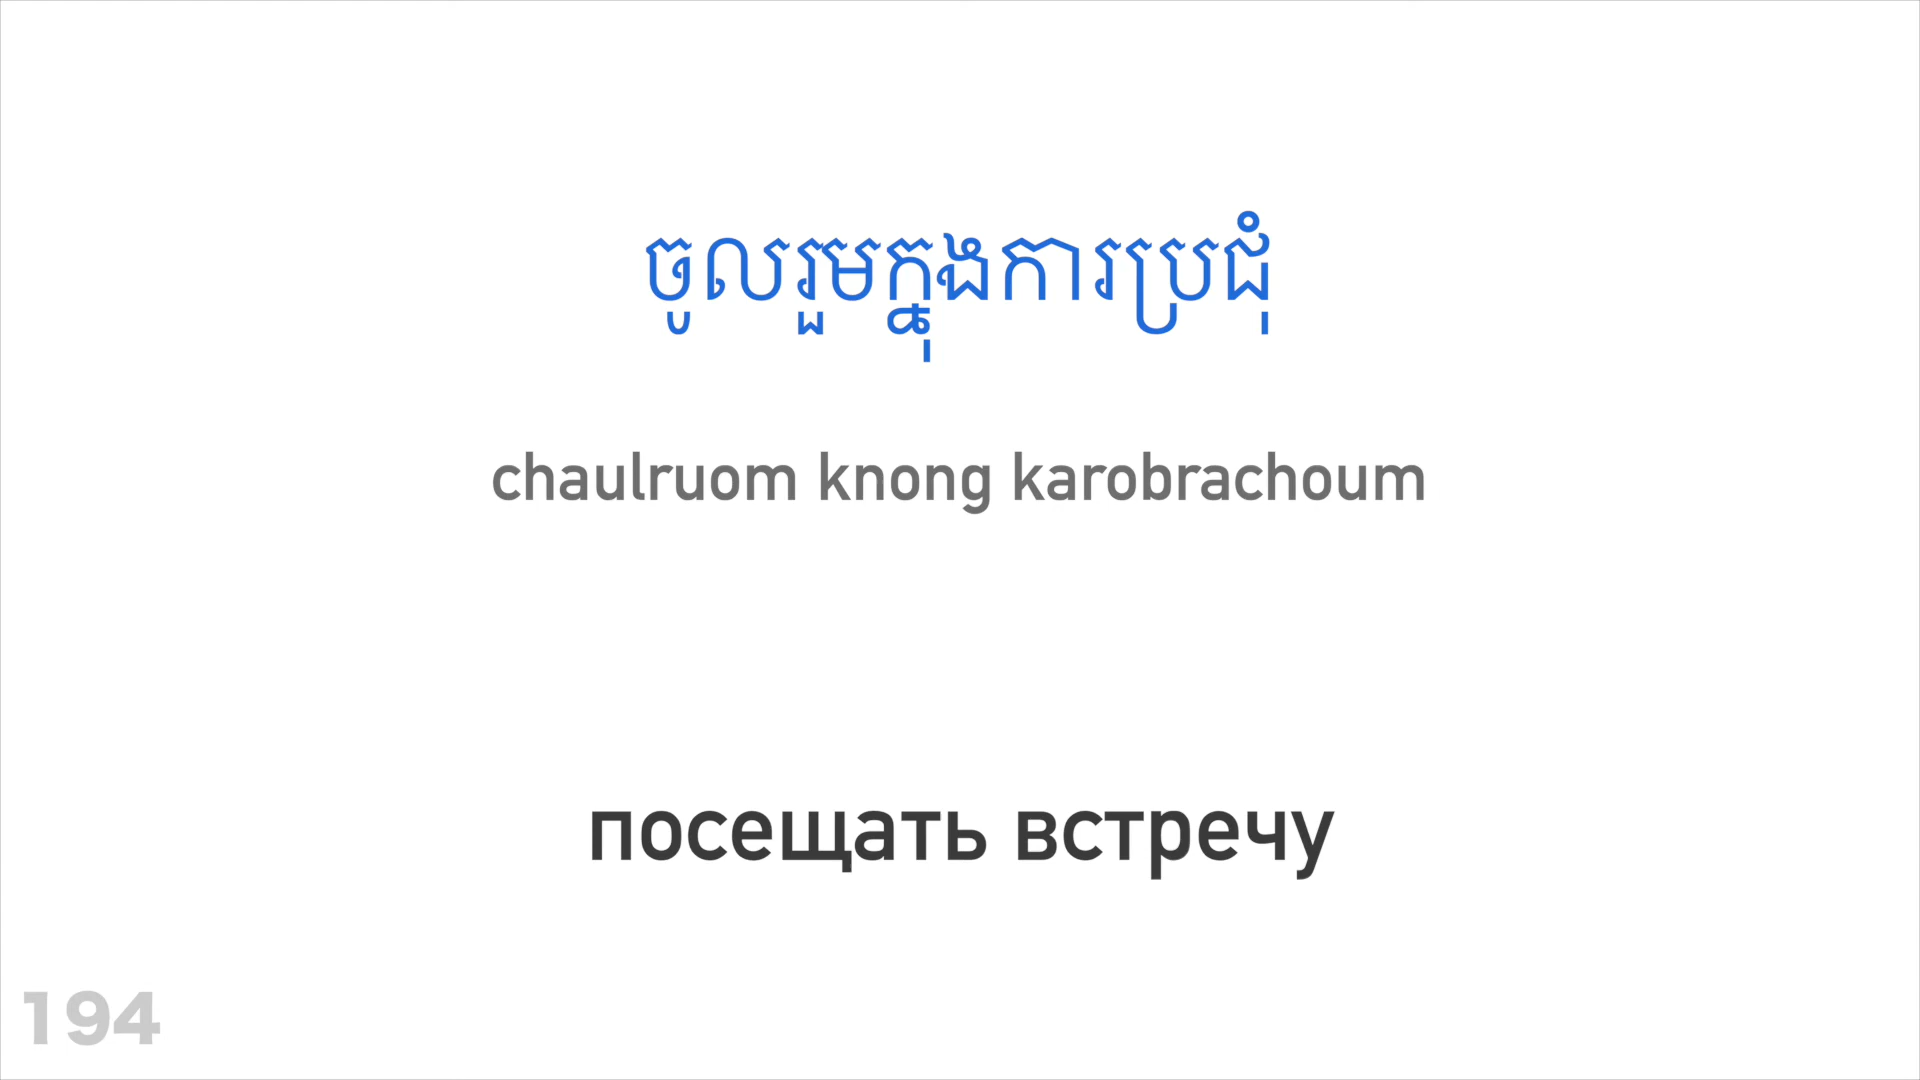 ចូលរួមក្នុងការប្រជុំ
chaulruom knong karobrachoum
посещать встречу
194